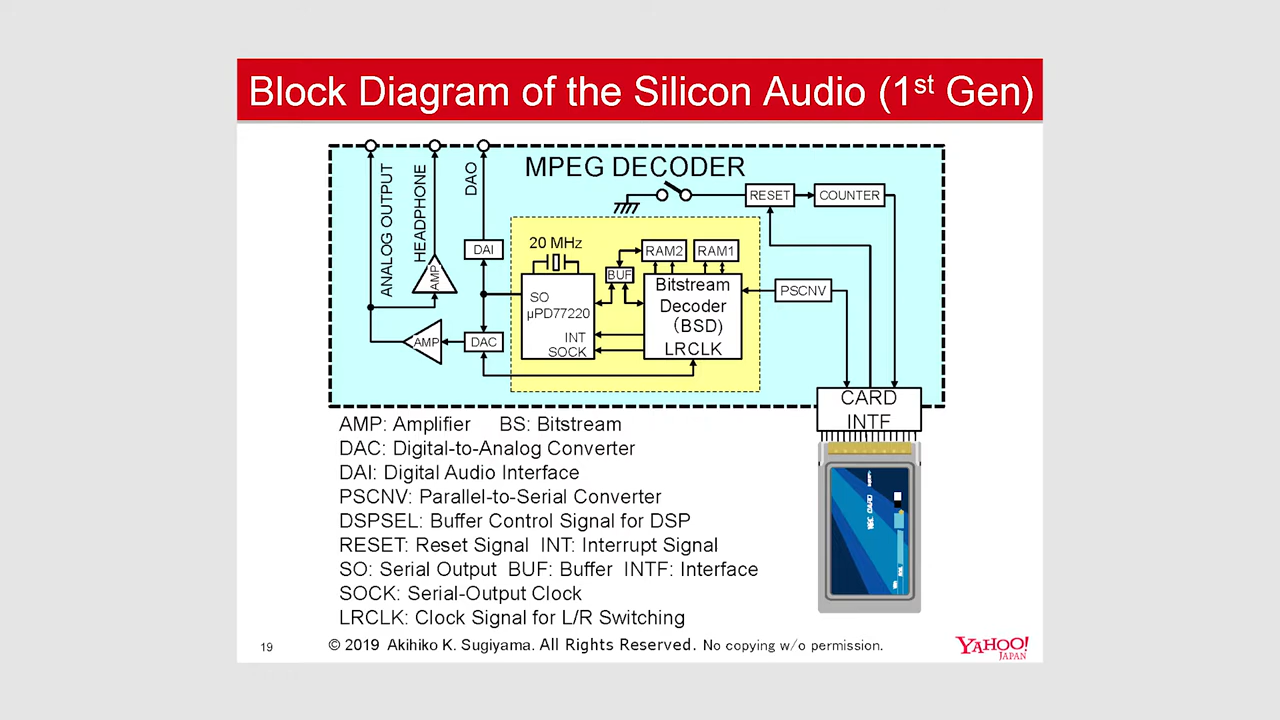 Block Diagram of the Silicon Audio (1st Gen)
MPEG DECODER
ANALOG OUTPUT
HEADPHONE
DAO
RESET
COUNTER
DAI
20 MHz
RAM2
RAM1
BUF
AMP
SO
μPD77220
INT
SOCK
Bitstream
Decoder
(BSD)
LRCLK
PSCNV
AMP
DAC
CARD
INTF
AMP: Amplifier BS: Bitstream
DAC: Digital-to-Analog Converter
DAI: Digital Audio Interface
PSCNV: Parallel-to-Serial Converter
DSPSEL: Buffer Control Signal for DSP
RESET: Reset Signal INT: Interrupt Signal
SO: Serial Output BUF: Buffer INTF: Interface
SOCK: Serial-Output Clock
LRCLK: Clock Signal for L/R Switching
19
© 2019 Akihiko K. Sugiyama. All Rights Reserved. No copying w/o permission.
YAHOO!
JAPAN